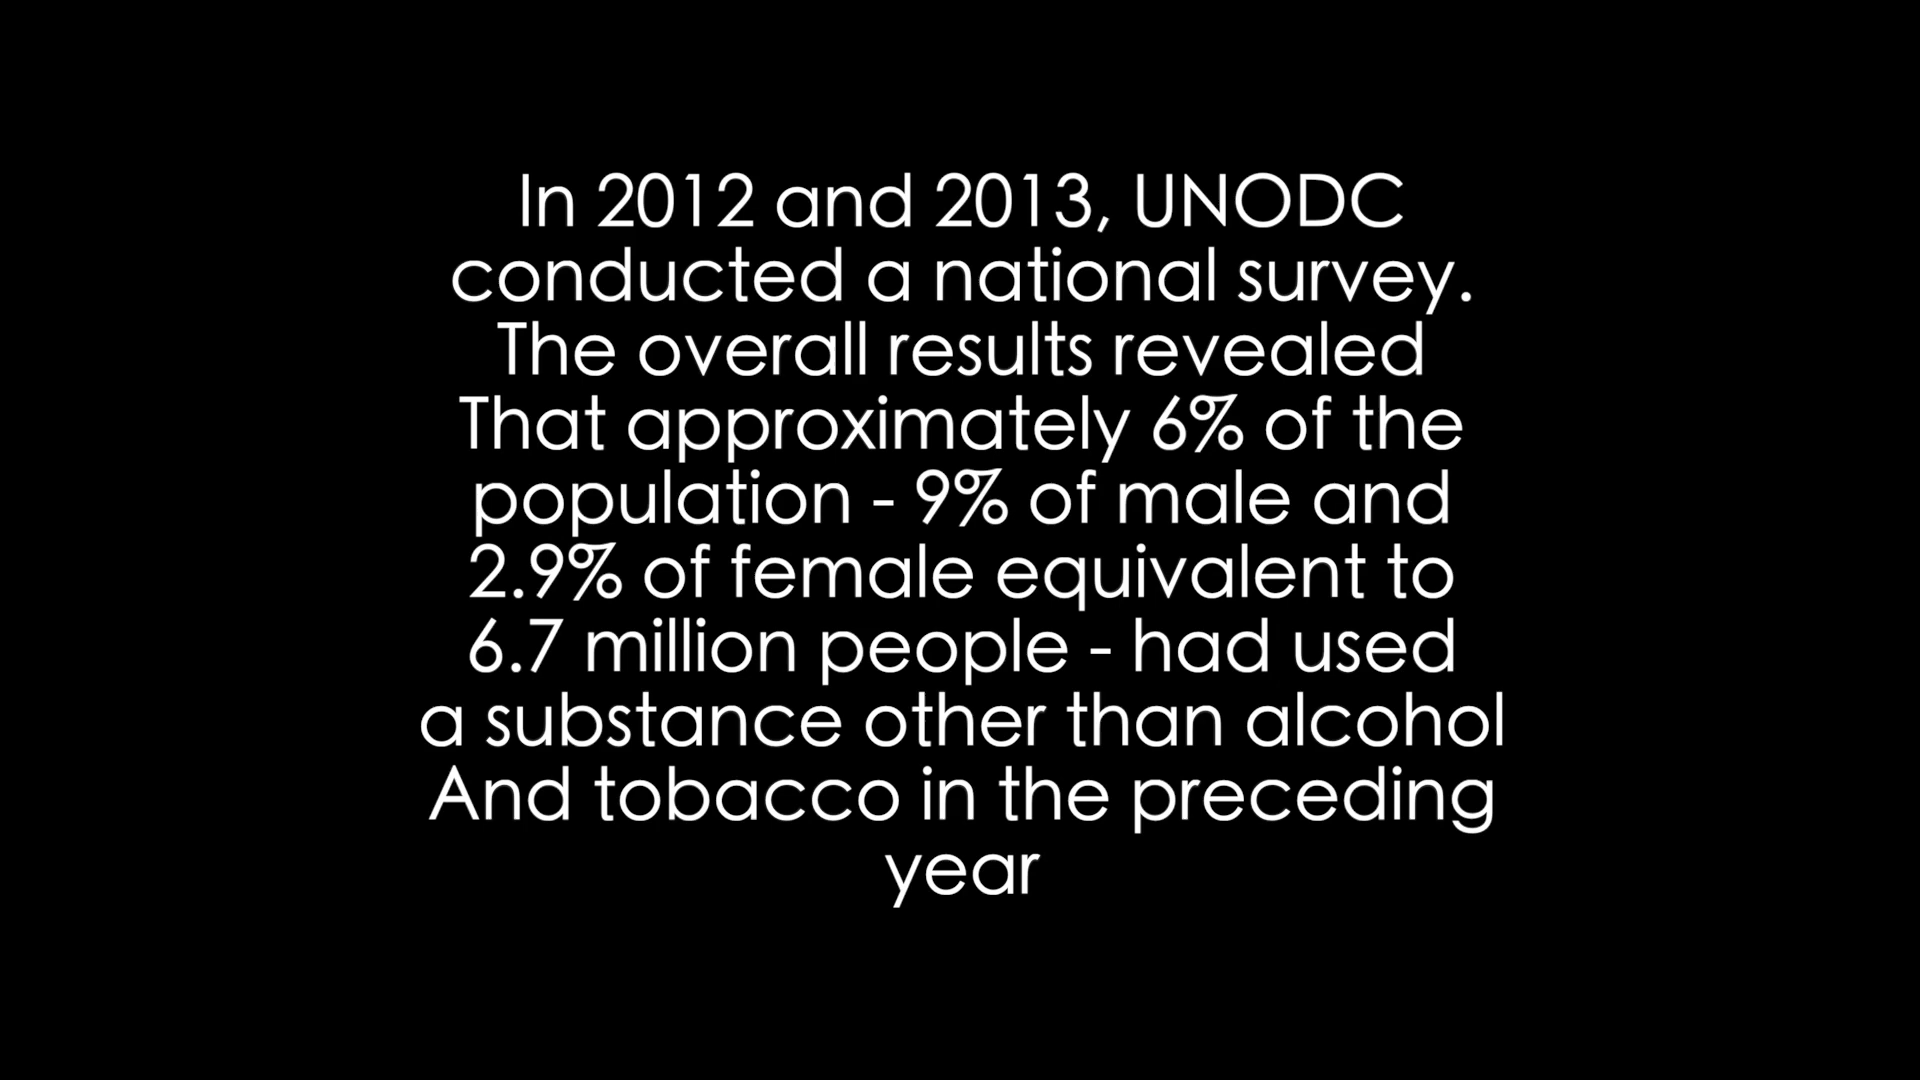 In 2012 and 2013, UNODC
conducted a national survey.
The overall results revealed
That approximately 6% of the
population - 9% of male and
2.9% of female equivalent to
6.7 million people - had used
a substance other than alcohol
And tobacco in the preceding
year